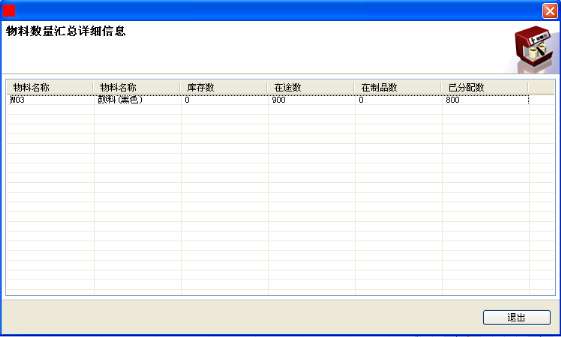 物料数量汇总详细信息
物料名称 物料名称 库存数 在途数 在制品数 已分配数
W03 颜料(黑色) 0 900 0 800
退出